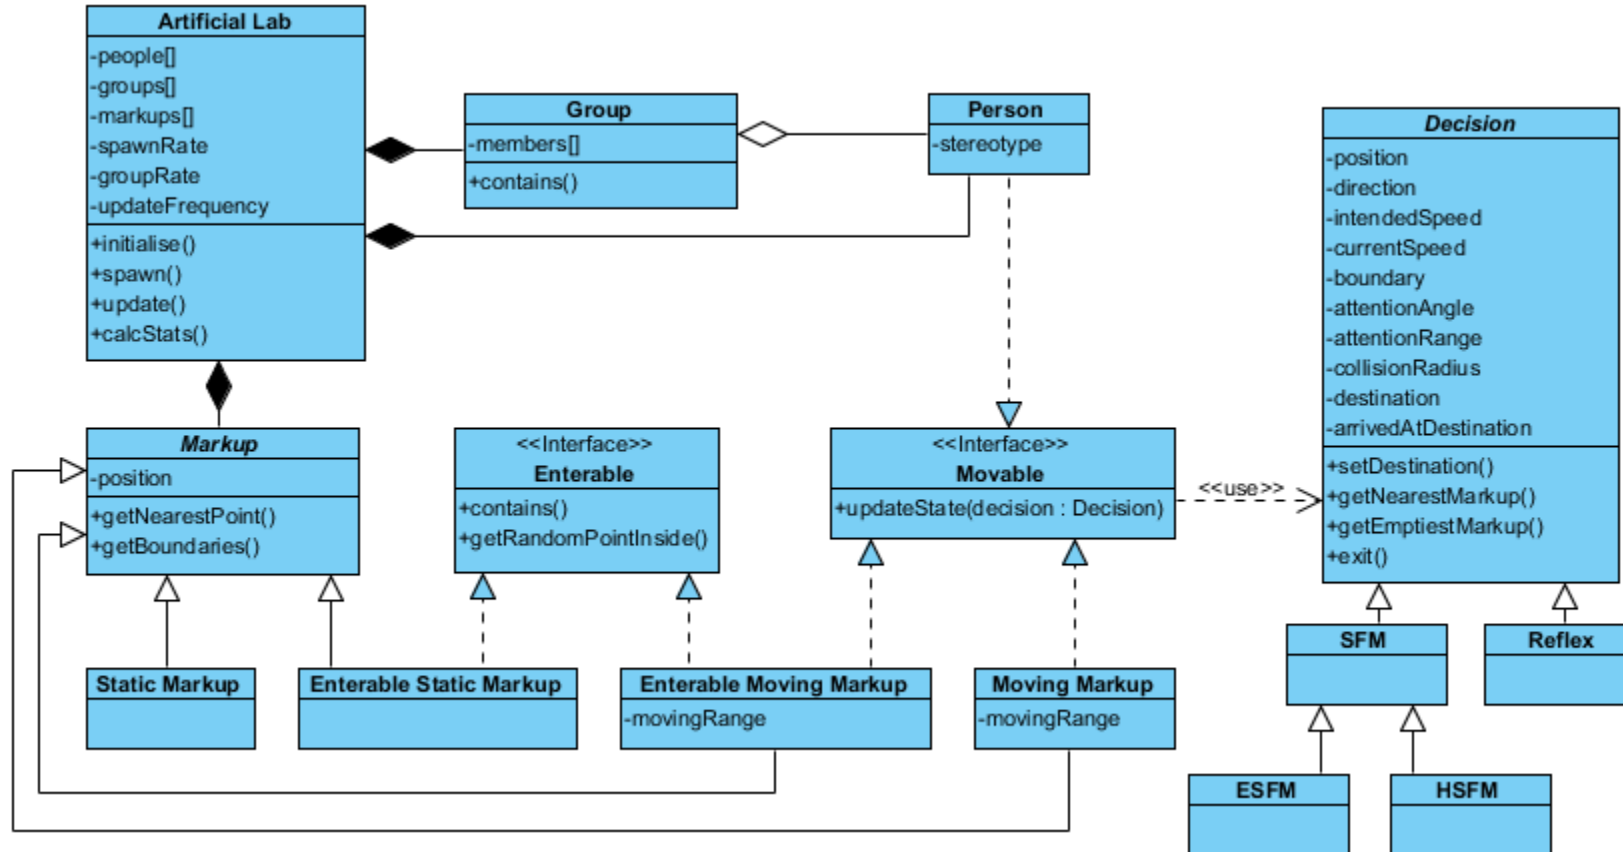 Artificial Lab
-people[]
-groups[]
-markups[]
-spawnRate
-groupRate
-updateFrequency
+initialise()
+spawn()
+update()
+calcStats()
Group
-members[]
+contains()
Person
-stereotype
Decision
-position
-direction
-intendedSpeed
-currentSpeed
-boundary
-attentionAngle
-attentionRange
-collisionRadius
-destination
-arrivedAtDestination
+setDestination()
+getNearestMarkup()
+getEmptiestMarkup()
+exit()
Markup
-position
+getNearestPoint()
+getBoundaries()
<<Interface>>
Enterable
+contains()
+getRandomPointInside()
<<Interface>>
Movable
+updateState(decision : Decision)
<<use>>
SFM
Reflex
Static Markup
Enterable Static Markup
Enterable Moving Markup
-movingRange
Moving Markup
-movingRange
ESFM
HSFM